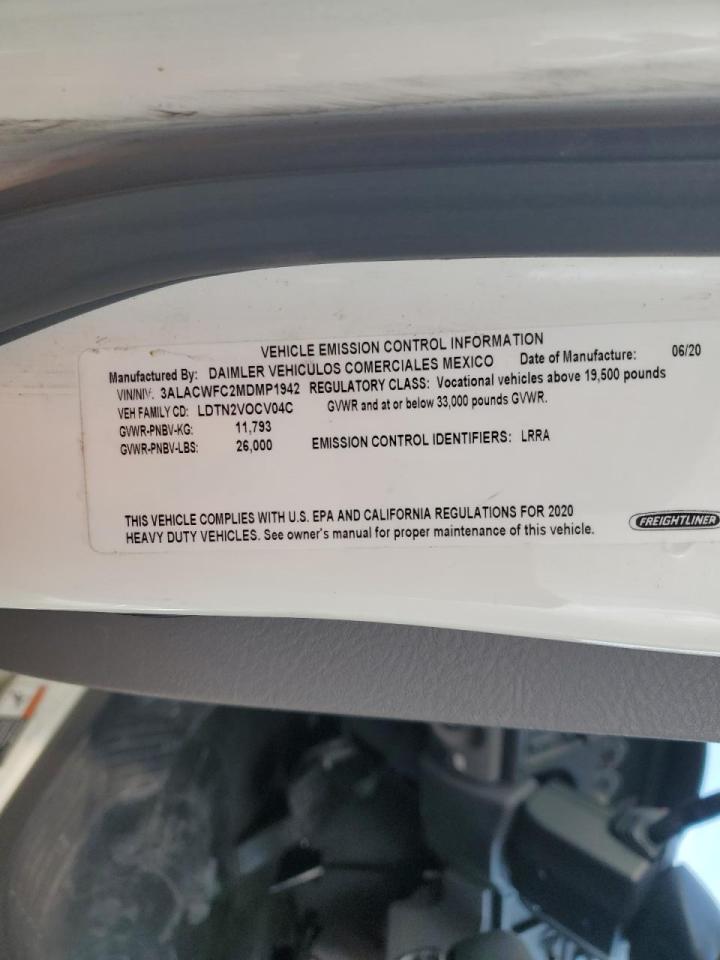 VEHICLE EMISSION CONTROL INFORMATION
Manufactured By: DAIMLER VEHICULOS COMERCIALES MEXICO Date of Manufacture: 06/20
VIN/NIV: 3ALACWFC2MDMP1942 REGULATORY CLASS: Vocational vehicles above 19,500 pounds
VEH FAMILY CD: LDTN2VOCV04C GVWR and at or below 33,000 pounds GVWR.
GVWR-PNBV-KG: 11,793
GVWR-PNBV-LBS: 26,000 EMISSION CONTROL IDENTIFIERS: LRRA
THIS VEHICLE COMPLIES WITH U.S. EPA AND CALIFORNIA REGULATIONS FOR 2020
HEAVY DUTY VEHICLES. See owner's manual for proper maintenance of this vehicle.
FREIGHTLINER